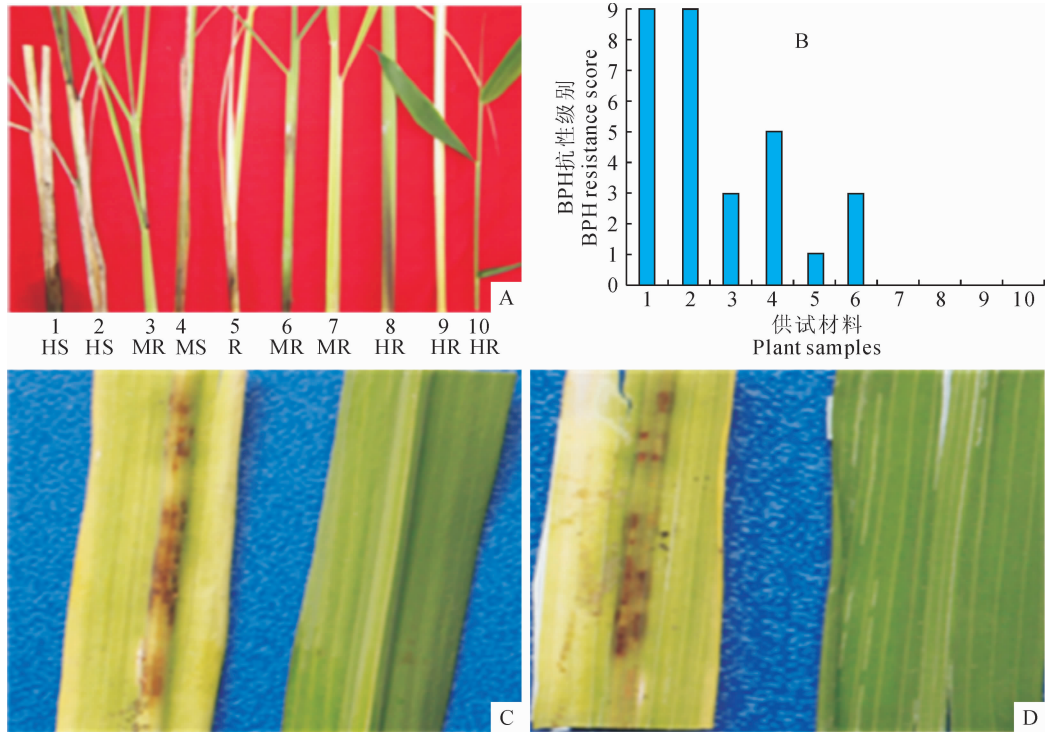 A
1 2 3 4 5 6 7 8 9 10
HS HS MR MS R MR MR HR HR HR
B
BPH抗性级别
BPH resistance score
9
8
7
6
5
4
3
2
1
0
1 2 3 4 5 6 7 8 9 10
供试材料
Plant samples
C
D